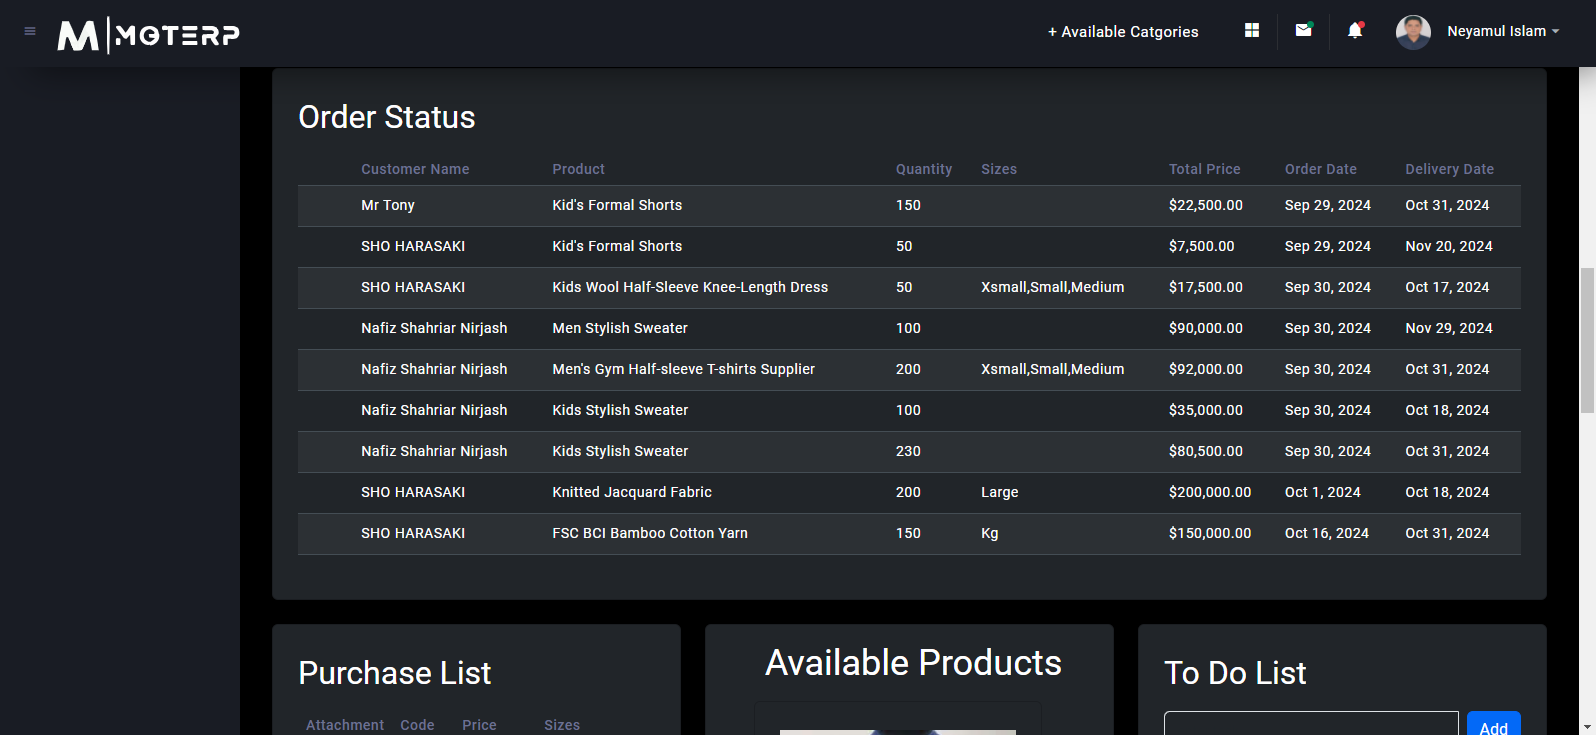 MOTERP
+ Available Catgories
Neyamul Islam
Order Status
Customer Name Product Quantity Sizes Total Price Order Date Delivery Date
Mr Tony Kid's Formal Shorts 150 $22,500.00 Sep 29, 2024 Oct 31, 2024
SHO HARASAKI Kid's Formal Shorts 50 $7,500.00 Sep 29, 2024 Nov 20, 2024
SHO HARASAKI Kids Wool Half-Sleeve Knee-Length Dress 50 Xsmall,Small,Medium $17,500.00 Sep 30, 2024 Oct 17, 2024
Nafiz Shahriar Nirjash Men Stylish Sweater 100 $90,000.00 Sep 30, 2024 Nov 29, 2024
Nafiz Shahriar Nirjash Men's Gym Half-sleeve T-shirts Supplier 200 Xsmall,Small,Medium $92,000.00 Sep 30, 2024 Oct 31, 2024
Nafiz Shahriar Nirjash Kids Stylish Sweater 100 $35,000.00 Sep 30, 2024 Oct 18, 2024
Nafiz Shahriar Nirjash Kids Stylish Sweater 230 $80,500.00 Sep 30, 2024 Oct 31, 2024
SHO HARASAKI Knitted Jacquard Fabric 200 Large $200,000.00 Oct 1, 2024 Oct 18, 2024
SHO HARASAKI FSC BCI Bamboo Cotton Yarn 150 Kg $150,000.00 Oct 16, 2024 Oct 31, 2024
Purchase List
Attachment Code Price Sizes
Available Products
To Do List
Add